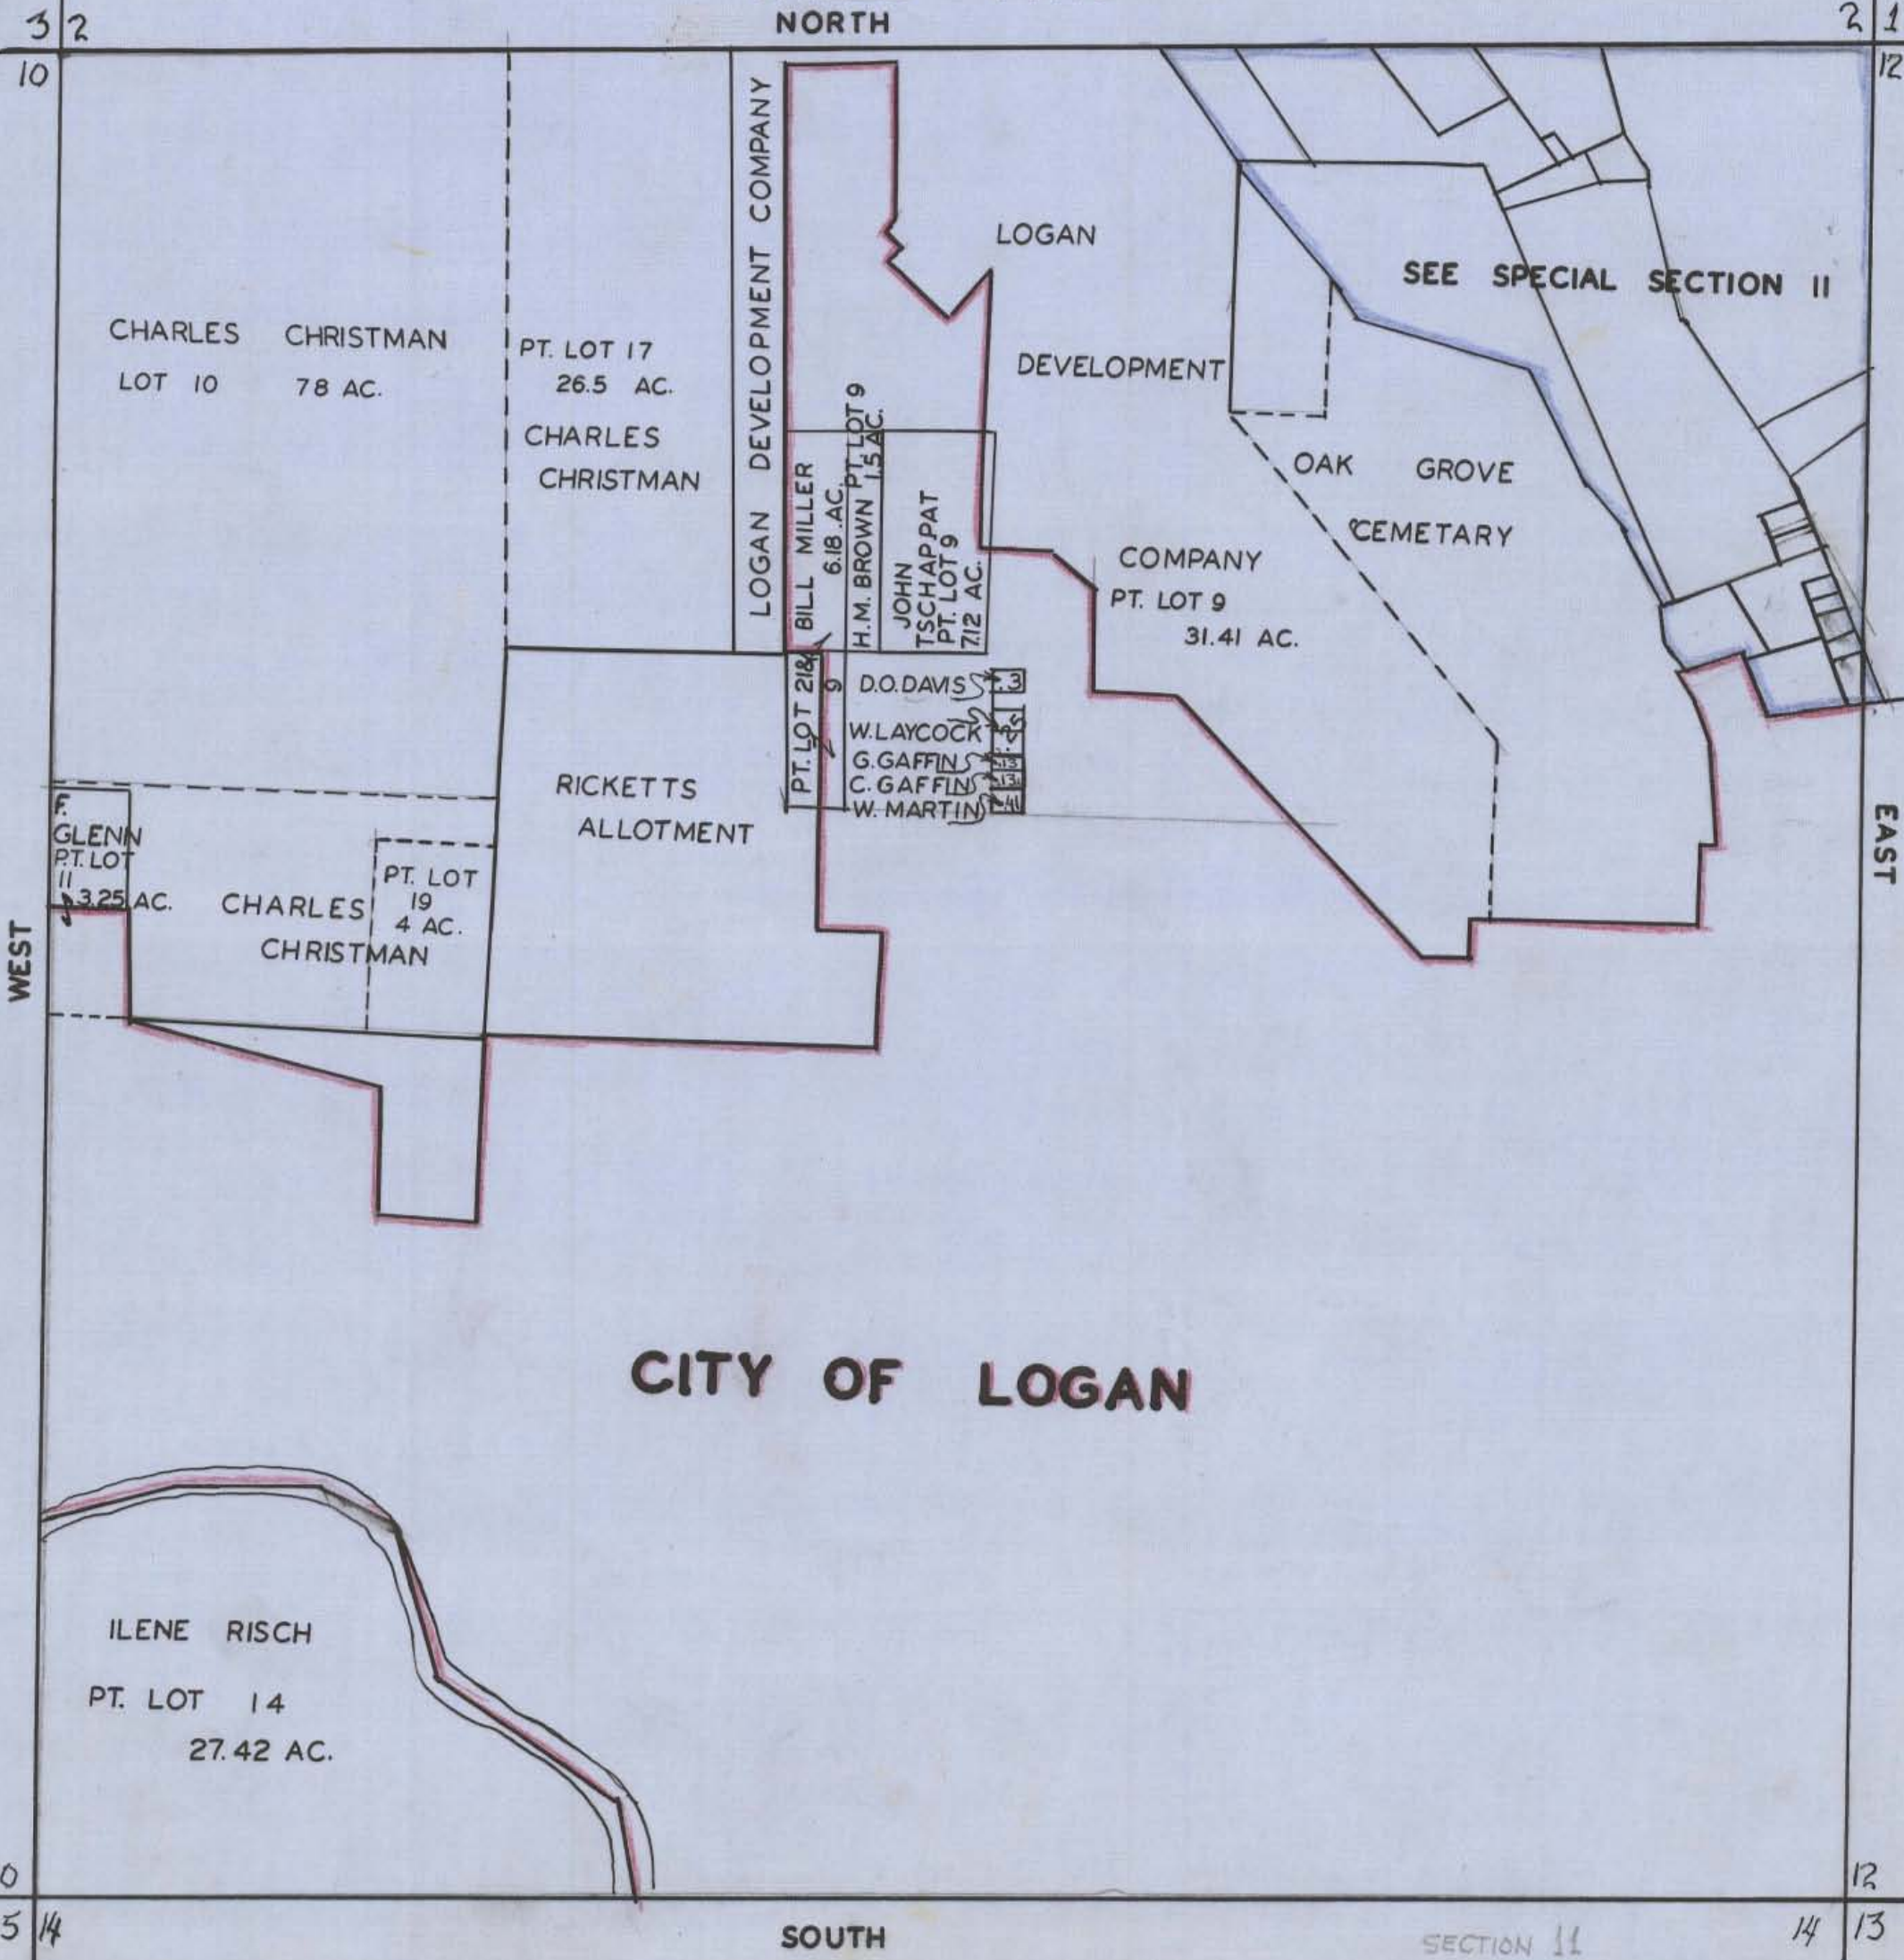 3 2
NORTH
2 1
10
12
LOGAN DEVELOPMENT COMPANY
LOGAN
SEE SPECIAL SECTION 11
CHARLES CHRISTMAN
LOT 10 78 AC.
PT. LOT 17
26.5 AC.
CHARLES
CHRISTMAN
DEVELOPMENT
BILL MILLER
6.18 AC.
PT. LOT 21 &
9
H.M. BROWN PT. LOT 9
1.5 AC.
JOHN
TSCHAPPAT
PT. LOT 9
7.12 AC.
OAK GROVE
CEMETARY
COMPANY
PT. LOT 9
31.41 AC.
D.O. DAVIS .3
W. LAYCOCK
G. GAFFIN .13
C. GAFFIN .13
W. MARTIN .41
RICKETTS
ALLOTMENT
F.
GLENN
P.T. LOT
11
3.25 AC.
CHARLES
CHRISTMAN
PT. LOT
19
4 AC.
WEST
EAST
CITY OF LOGAN
ILENE RISCH
PT. LOT 14
27.42 AC.
0
12
5 14
SOUTH
SECTION 11
14 13